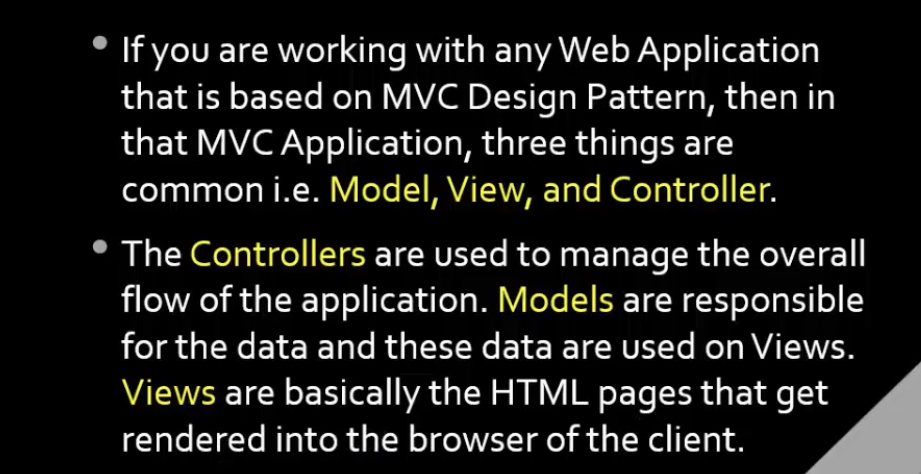 • If you are working with any Web Application
that is based on MVC Design Pattern, then in
that MVC Application, three things are
common i.e. Model, View, and Controller.
• The Controllers are used to manage the overall
flow of the application. Models are responsible
for the data and these data are used on Views.
Views are basically the HTML pages that get
rendered into the browser of the client.